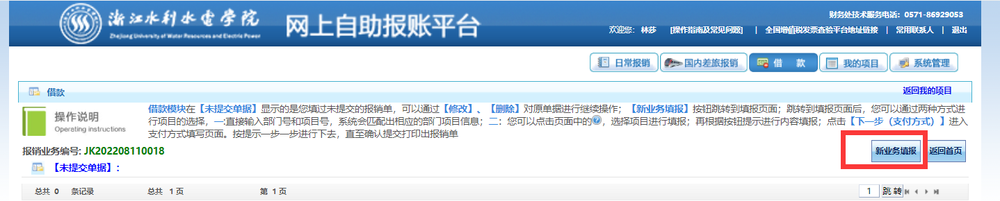 浙江水利水电学院
Zhejiang University of Water Resources and Electric Power
网上自助报账平台
财务处技术服务电话：0571-86929053
欢迎您: 林莎 [操作指南及常见问题] | 全国增值税发票查验平台地址链接 | 常用联系人 | 退出
日常报销 国内差旅报销 借 款 我的项目 系统管理
借款 返回我的项目
操作说明
Operating instructions
借款模块在【未提交单据】显示的是您填过未提交的报销单，可以通过【修改】、【删除】对原单据进行继续操作；【新业务填报】按钮跳转到填报页面；跳转到填报页面后，您可以通过两种方式进
行项目的选择，一:直接输入部门号和项目号，系统会匹配出相应的部门项目信息；二：您可以点击页面中的?，选择项目进行填报；再根据按钮提示进行内容填报；点击【下一步（支付方式）】进入
支付方式填写页面。按提示一步一步进行下去，直至确认提交打印出报销单
报销业务编号: JK202208110018 新业务填报 返回首页
【未提交单据】:
总共 0 条记录 总共 1 页 第 1 页 1 跳 转